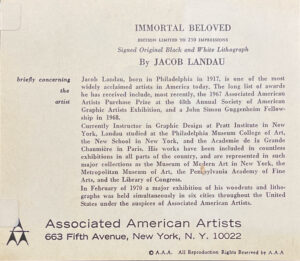 IMMORTAL BELOVED
EDITION LIMITED TO 250 IMPRESSIONS
Signed Original Black and White Lithograph
By JACOB LANDAU
briefly concerning
the
artist
Jacob Landau, born in Philadelphia in 1917, is one of the most
widely acclaimed artists in America today. The long list of awards
he has received include, most recently, the 1967 Associated American
Artists Purchase Prize at the 48th Annual Society of American
Graphic Artists Exhibition, and a John Simon Guggenheim Fellow-
ship in 1968.
Currently Instructor in Graphic Design at Pratt Institute in New
York, Landau studied at the Philadelphia Museum College of Art,
the New School in New York, and the Academie de la Grande
Chaumiere in Paris. His works have been included in countless
exhibitions in all parts of the country, and are represented in such
major collections as the Museum of Modern Art in New York, the
Metropolitan Museum of Art, the Pennsylvania Academy of Fine
Arts, and the Library of Congress.
In February of 1970 a major exhibition of his woodcuts and litho-
graphs was held simultaneously in six cities throughout the United
States under the auspices of Associated American Artists.
Associated American Artists
663 Fifth Avenue, New York, N. Y. 10022
© A.A.A. All Reproduction Rights Reserved by A.A.A